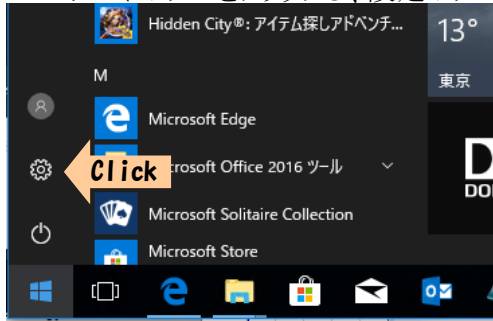 Hidden City®: アイテム探しアドベンチ...
13°
東京
M
Microsoft Edge
Click
rosoft Office 2016 ツール
Microsoft Solitaire Collection
Microsoft Store